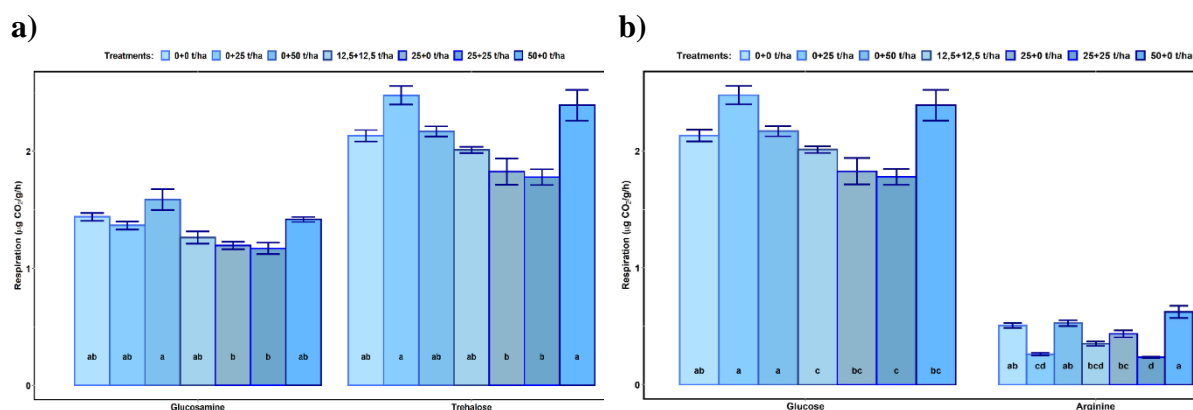 a)
Treatments: 0+0 t/ha 0+25 t/ha 0+50 t/ha 12,5+12,5 t/ha 25+0 t/ha 25+25 t/ha 50+0 t/ha
Respiration (µg CO₂/g/h)
2
1
0
ab ab a ab b b ab
ab a ab ab b b a
Glucosamine Trehalose
b)
Treatments: 0+0 t/ha 0+25 t/ha 0+50 t/ha 12,5+12,5 t/ha 25+0 t/ha 25+25 t/ha 50+0 t/ha
Respiration (µg CO₂/g/h)
2
1
0
ab a a c bc c bc
ab cd ab bcd bc d a
Glucose Arginine